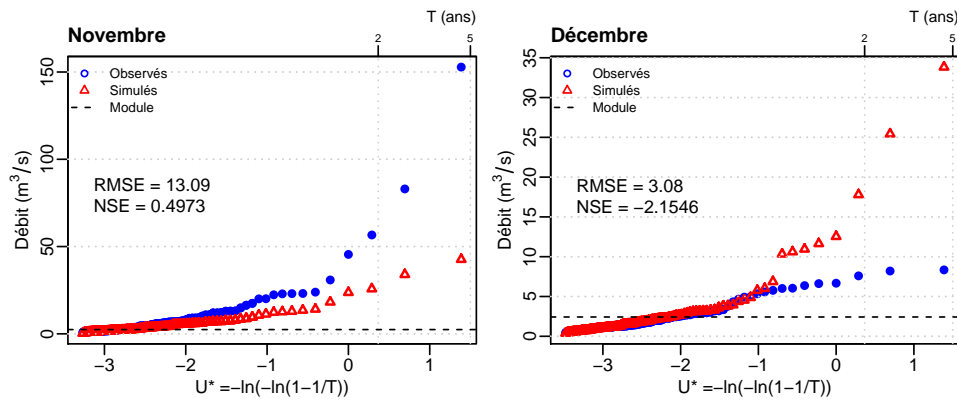 Novembre
T (ans)
2 5
Débit (m³/s)
0 50 100 150
Observés
Simulés
Module
RMSE = 13.09
NSE = 0.4973
−3 −2 −1 0 1
U* =−ln(−ln(1−1/T))
Décembre
T (ans)
2 5
Débit (m³/s)
0 5 10 15 20 25 30 35
Observés
Simulés
Module
RMSE = 3.08
NSE = −2.1546
−3 −2 −1 0 1
U* =−ln(−ln(1−1/T))